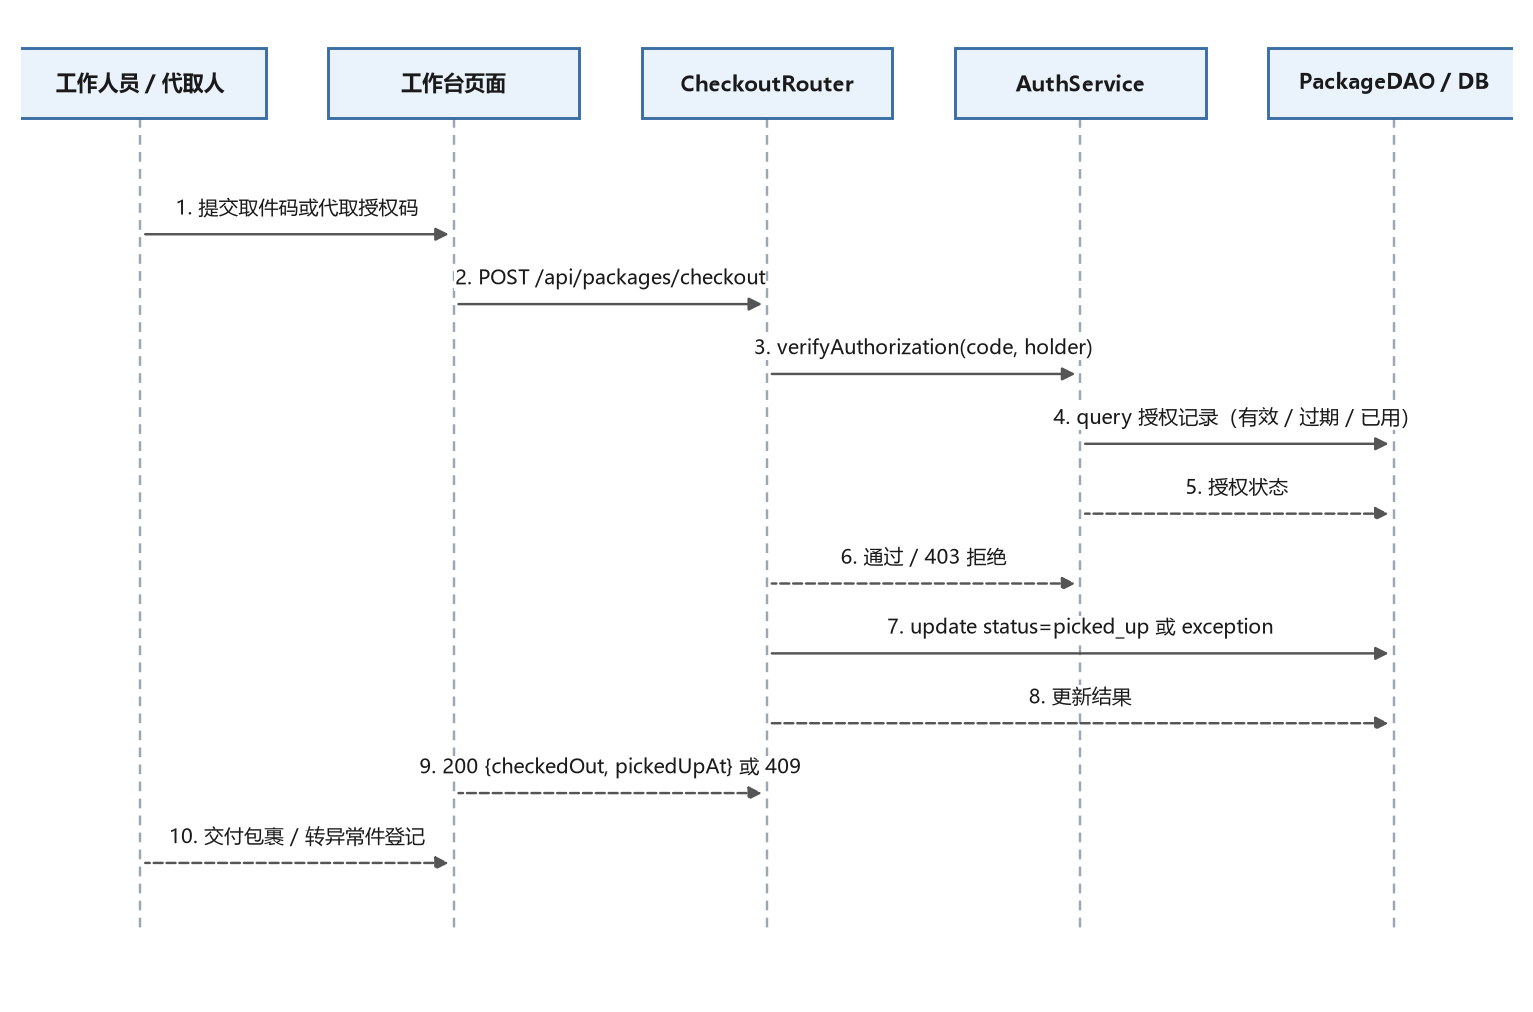 工作人员 / 代取人
工作台页面
CheckoutRouter
AuthService
PackageDAO / DB
1. 提交取件码或代取授权码
2. POST /api/packages/checkout
3. verifyAuthorization(code, holder)
4. query 授权记录（有效 / 过期 / 已用）
5. 授权状态
6. 通过 / 403 拒绝
7. update status=picked_up 或 exception
8. 更新结果
9. 200 {checkedOut, pickedUpAt} 或 409
10. 交付包裹 / 转异常件登记